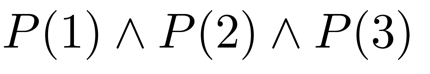 P(1) ∧ P(2) ∧ P(3)